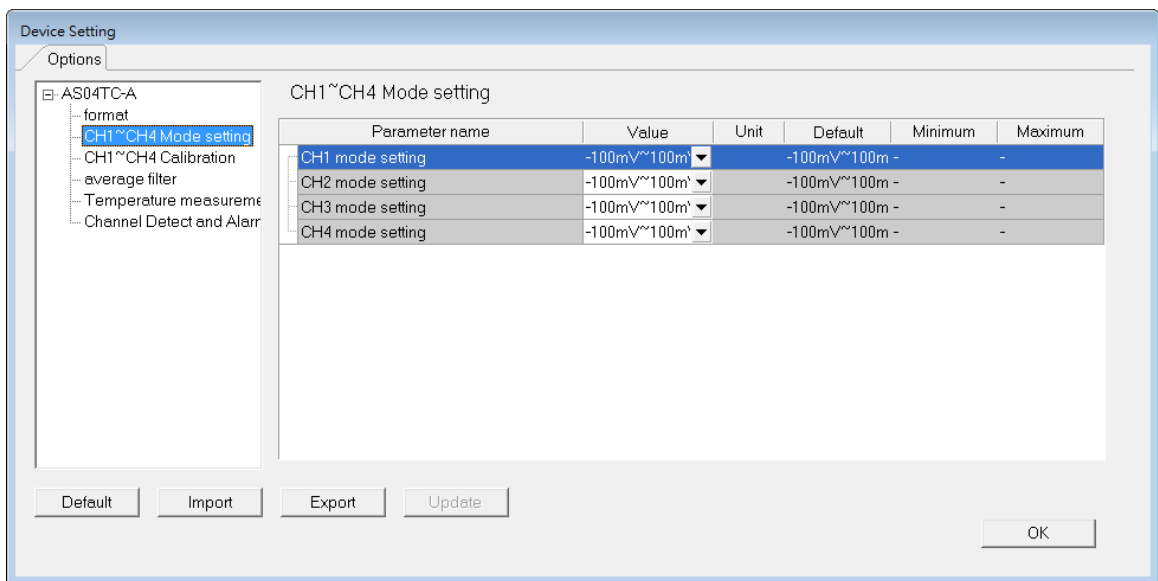 Device Setting
Options
AS04TC-A
format
CH1~CH4 Mode setting
CH1~CH4 Calibration
average filter
Temperature measureme
Channel Detect and Alarr
CH1~CH4 Mode setting
Parameter name Value Unit Default Minimum Maximum
CH1 mode setting -100mV~100m\ -100mV~100m - -
CH2 mode setting -100mV~100m\ -100mV~100m - -
CH3 mode setting -100mV~100m\ -100mV~100m - -
CH4 mode setting -100mV~100m\ -100mV~100m - -
Default Import Export Update
OK